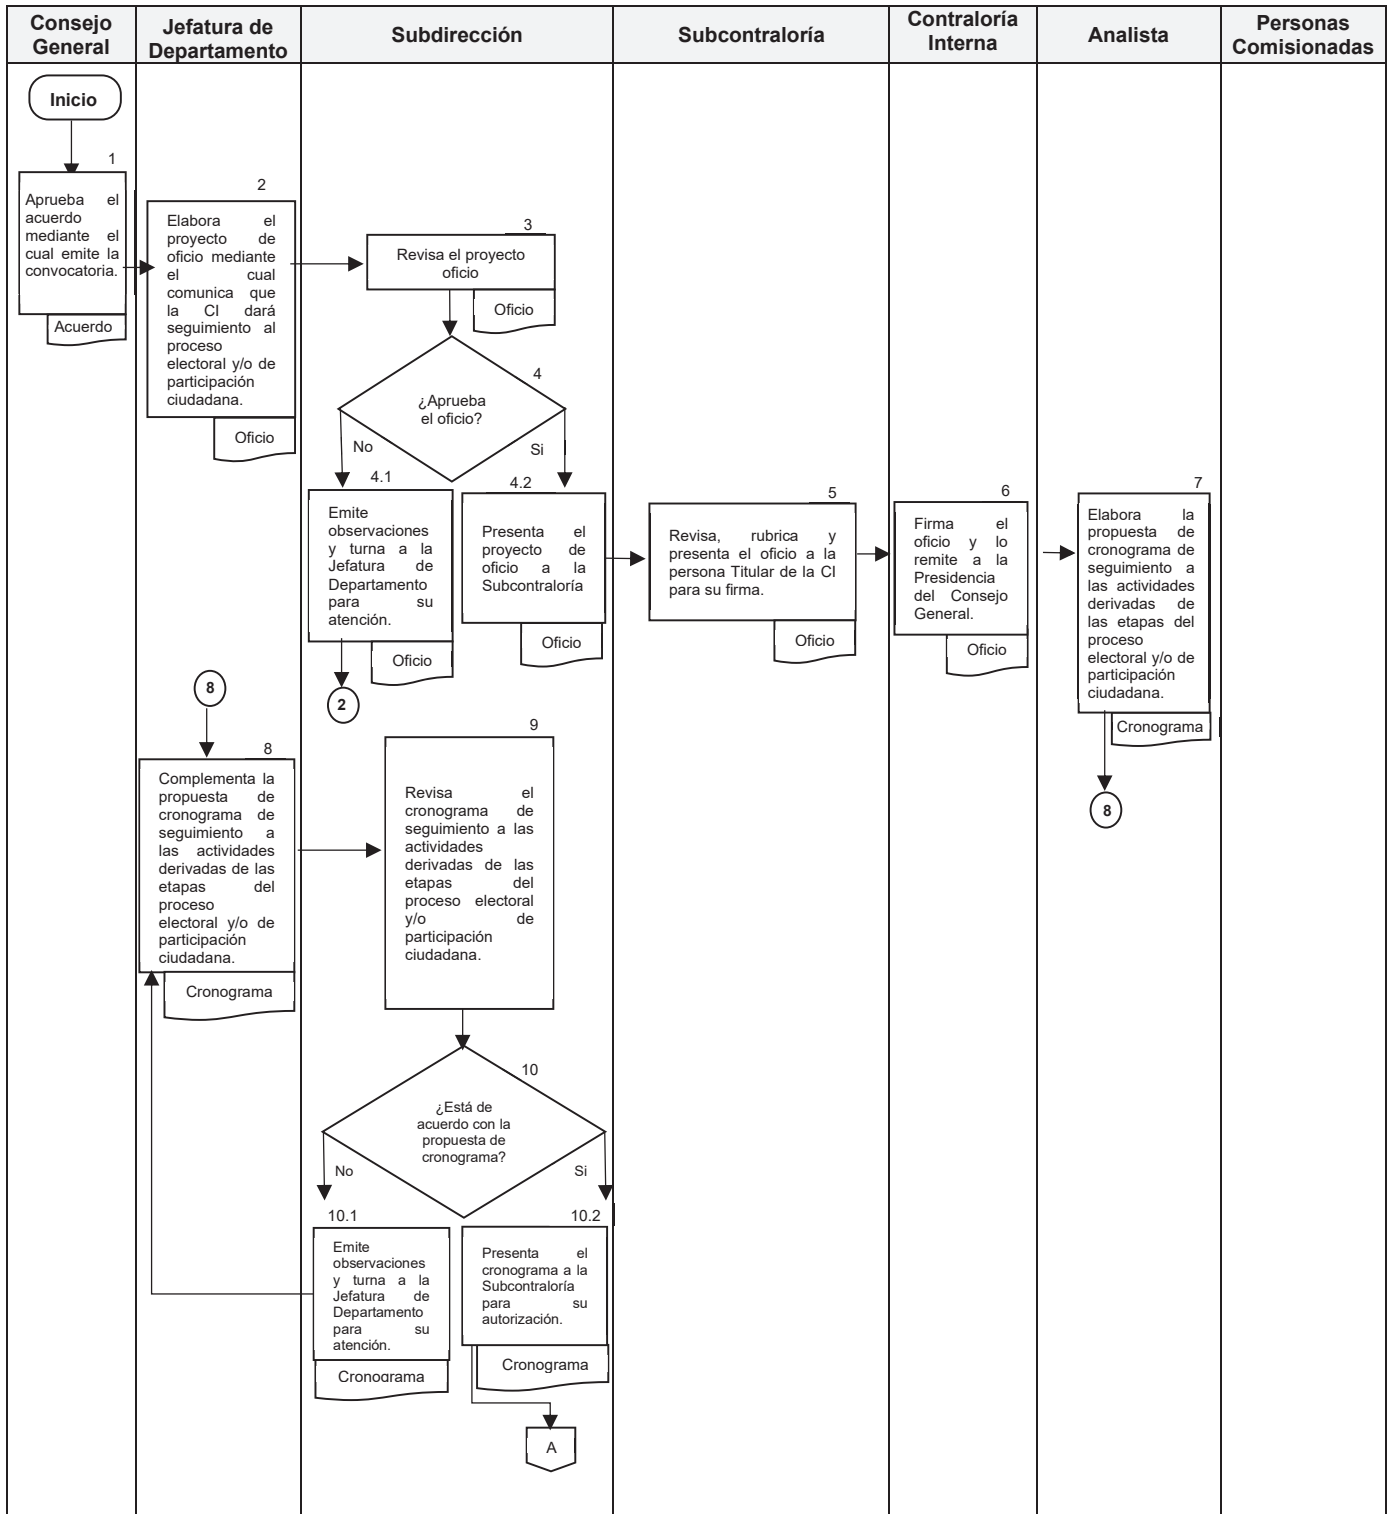 Consejo
General
Jefatura de
Departamento
Subdirección
Subcontraloría
Contraloría
Interna
Analista
Personas
Comisionadas
Inicio
1
Aprueba el
acuerdo
mediante el
cual emite la
convocatoria.
Acuerdo
2
Elabora el
proyecto de
oficio mediante
el cual
comunica que
la CI dará
seguimiento al
proceso
electoral y/o de
participación
ciudadana.
Oficio
3
Revisa el proyecto
oficio
Oficio
4
¿Aprueba
el oficio?
No
Si
4.1
Emite
observaciones
y turna a la
Jefatura de
Departamento
para su
atención.
Oficio
2
4.2
Presenta el
proyecto de
oficio a la
Subcontraloría
Oficio
5
Revisa, rubrica y
presenta el oficio a la
persona Titular de la CI
para su firma.
Oficio
6
Firma el
oficio y lo
remite a la
Presidencia
del Consejo
General.
Oficio
7
Elabora la
propuesta de
cronograma de
seguimiento a
las actividades
derivadas de
las etapas del
proceso
electoral y/o de
participación
ciudadana.
Cronograma
8
8
8
Complementa la
propuesta de
cronograma de
seguimiento a
las actividades
derivadas de las
etapas del
proceso
electoral y/o de
participación
ciudadana.
Cronograma
9
Revisa el
cronograma de
seguimiento a las
actividades
derivadas de las
etapas del
proceso electoral
y/o de
participación
ciudadana.
10
¿Está de
acuerdo con la
propuesta de
cronograma?
No
Si
10.1
Emite
observaciones
y turna a la
Jefatura de
Departamento
para su
atención.
Cronograma
10.2
Presenta el
cronograma a la
Subcontraloría
para su
autorización.
Cronograma
A